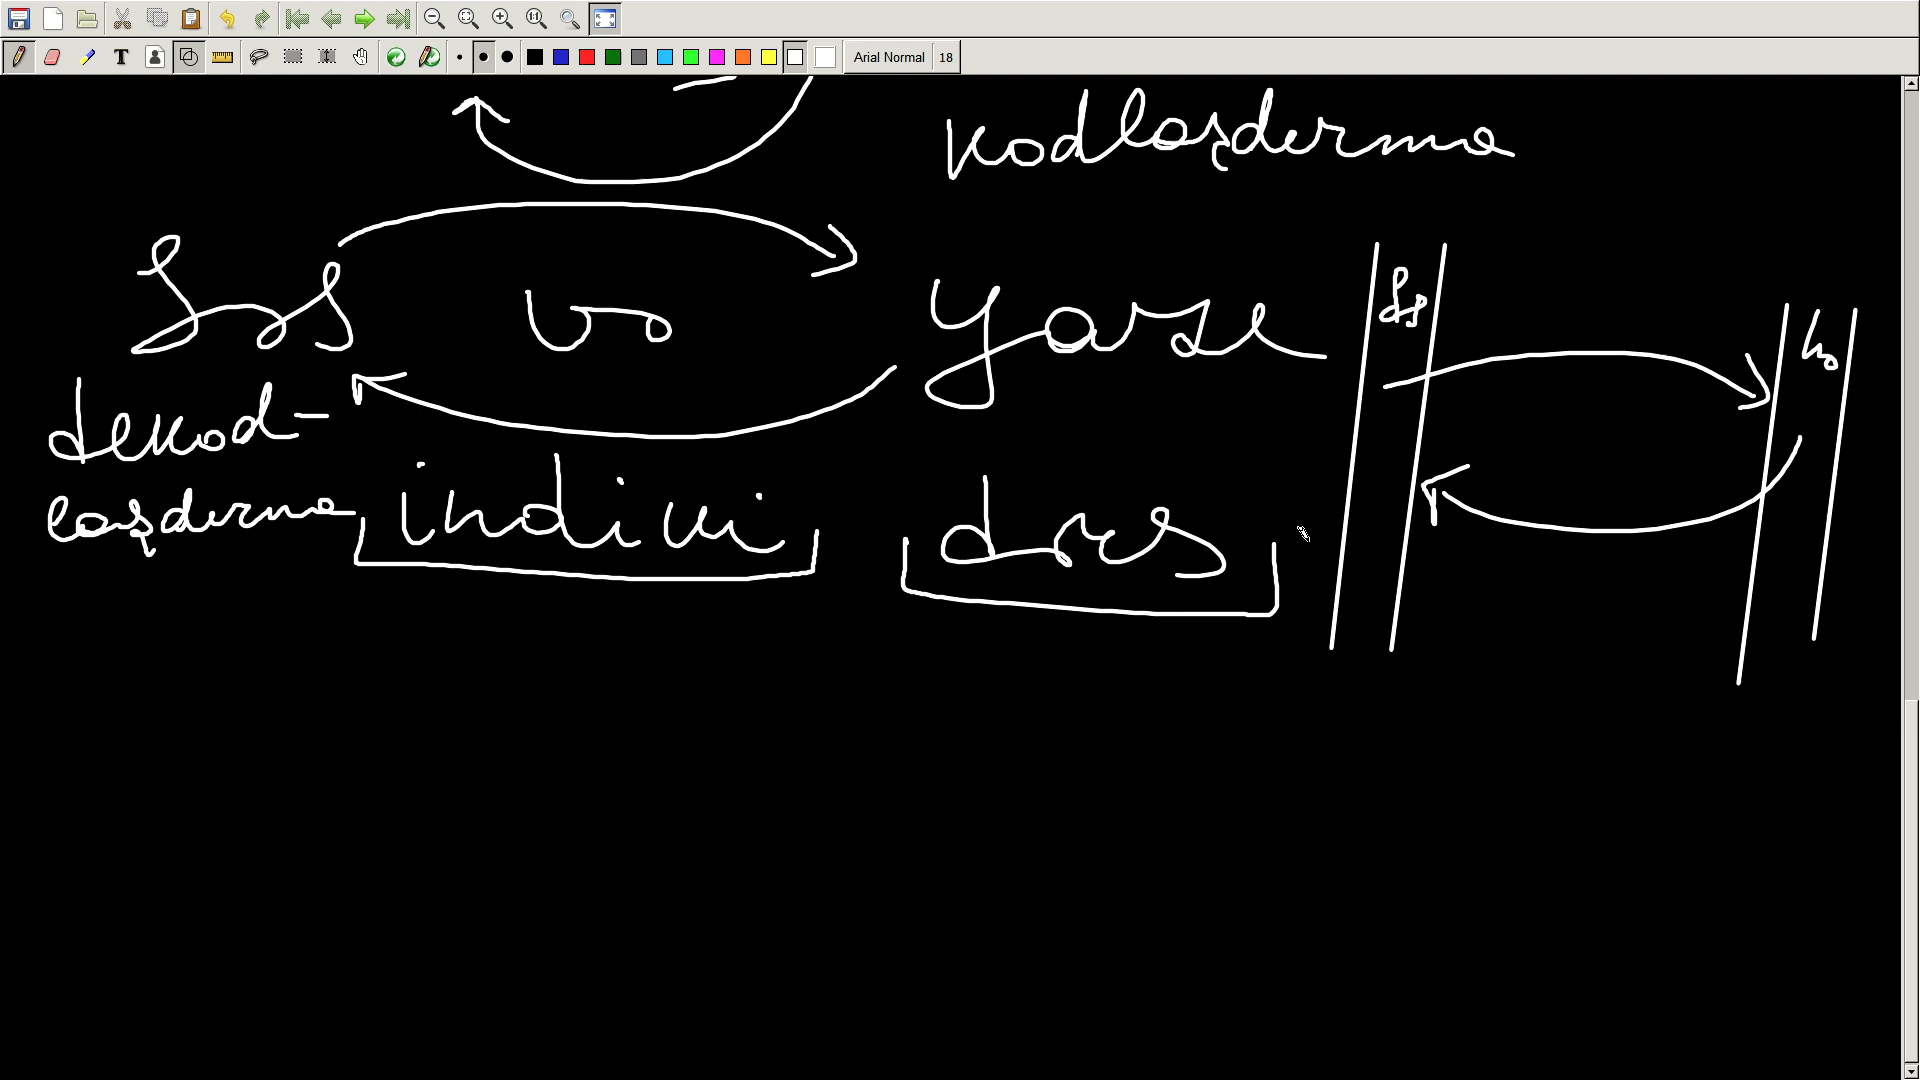 Arial Normal 18
kodlaşdırma
Səs və yazı
dekod-
laşdırma
indiki dərs